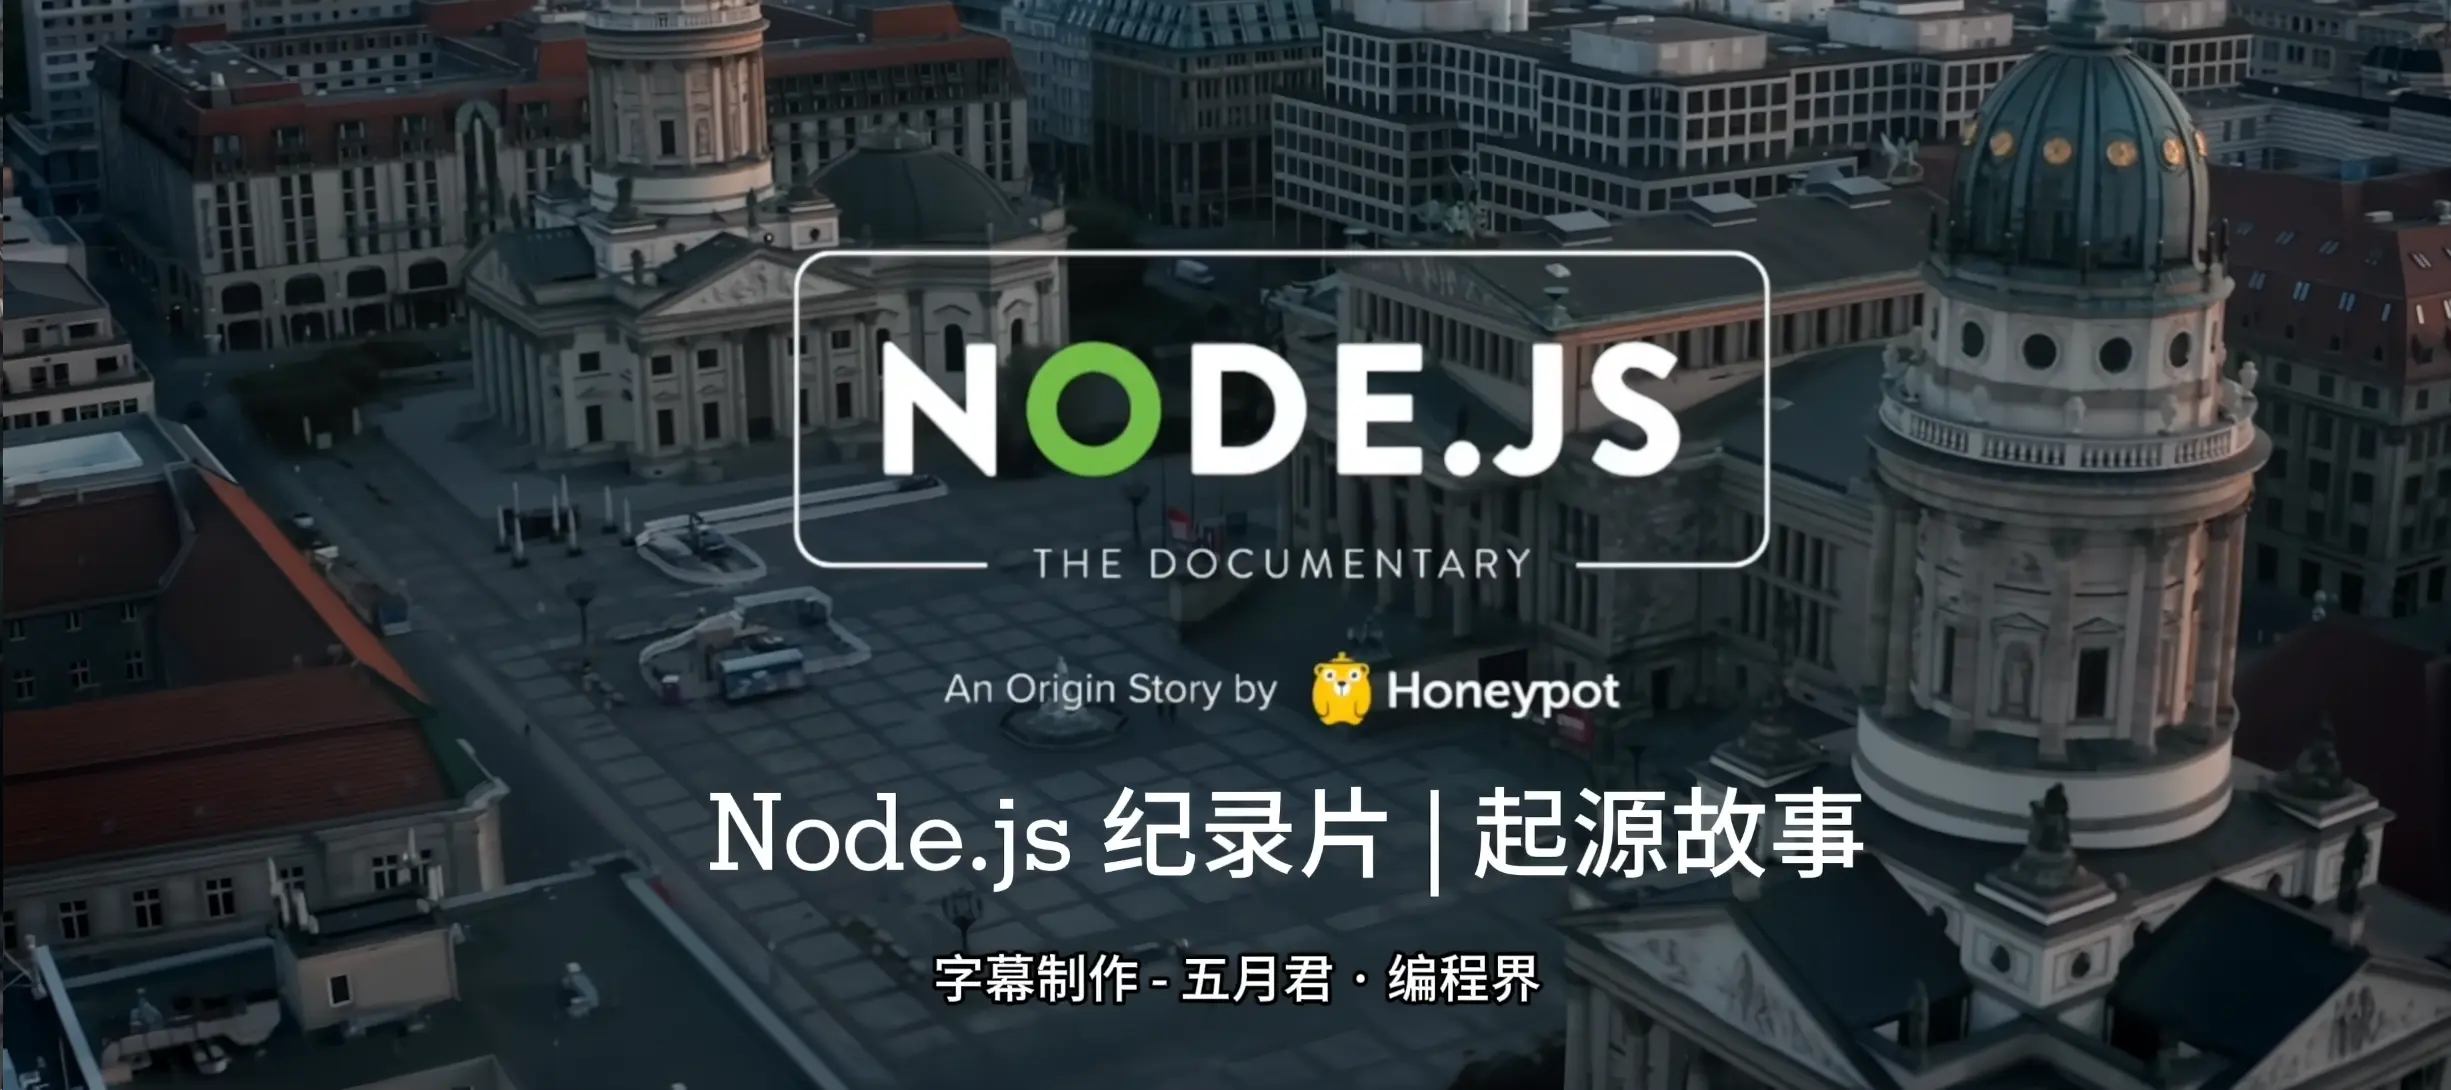 NODE.JS
THE DOCUMENTARY
An Origin Story by Honeypot
Node.js 纪录片 | 起源故事
字幕制作 - 五月君 · 编程界